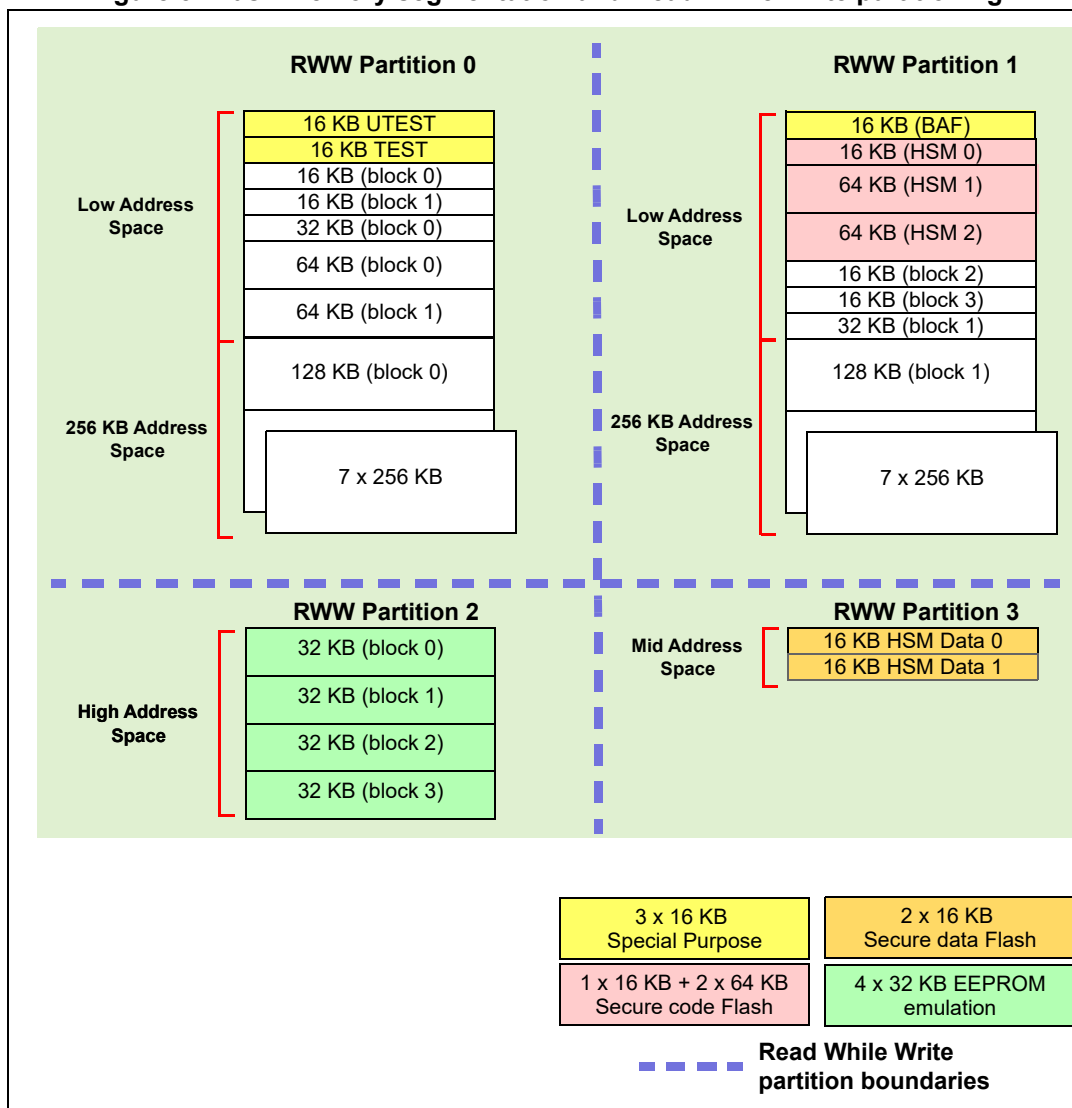 RWW Partition 0
Low Address
Space
16 KB UTEST
16 KB TEST
16 KB (block 0)
16 KB (block 1)
32 KB (block 0)
64 KB (block 0)
64 KB (block 1)
256 KB Address
Space
128 KB (block 0)
7 x 256 KB
RWW Partition 1
Low Address
Space
16 KB (BAF)
16 KB (HSM 0)
64 KB (HSM 1)
64 KB (HSM 2)
16 KB (block 2)
16 KB (block 3)
32 KB (block 1)
256 KB Address
Space
128 KB (block 1)
7 x 256 KB
RWW Partition 2
High Address
Space
32 KB (block 0)
32 KB (block 1)
32 KB (block 2)
32 KB (block 3)
RWW Partition 3
Mid Address
Space
16 KB HSM Data 0
16 KB HSM Data 1
3 x 16 KB
Special Purpose
2 x 16 KB
Secure data Flash
1 x 16 KB + 2 x 64 KB
Secure code Flash
4 x 32 KB EEPROM
emulation
Read While Write
partition boundaries